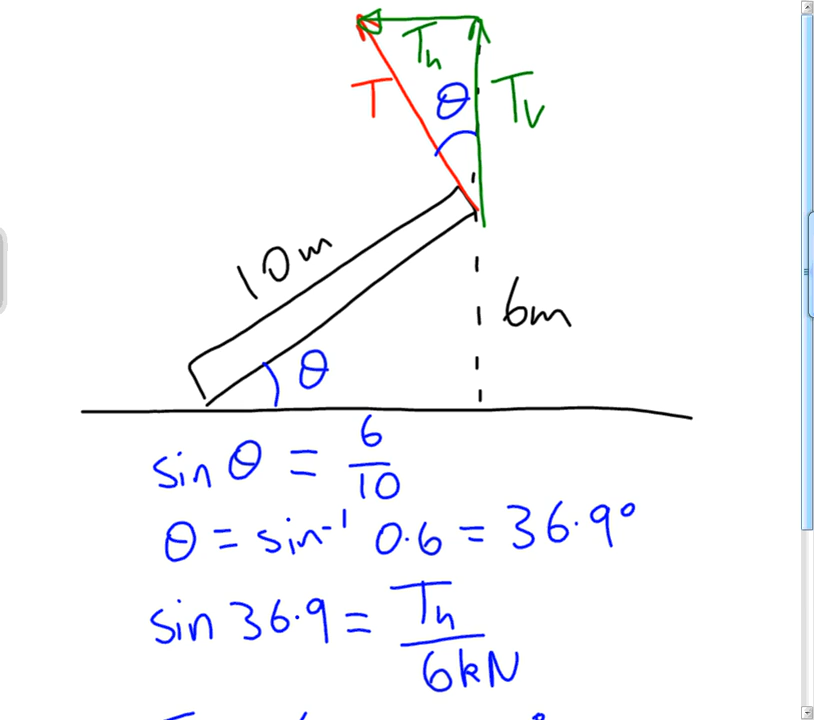 Th
T
θ
Tv
10m
6m
θ
sin θ = 6/10
θ = sin⁻¹ 0.6 = 36.9°
sin 36.9 = Th/6kN